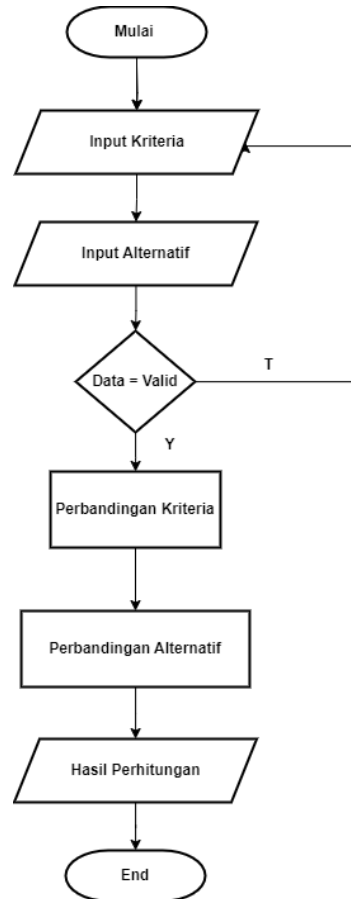 Mulai
Input Kriteria
Input Alternatif
Data = Valid
T
Y
Perbandingan Kriteria
Perbandingan Alternatif
Hasil Perhitungan
End